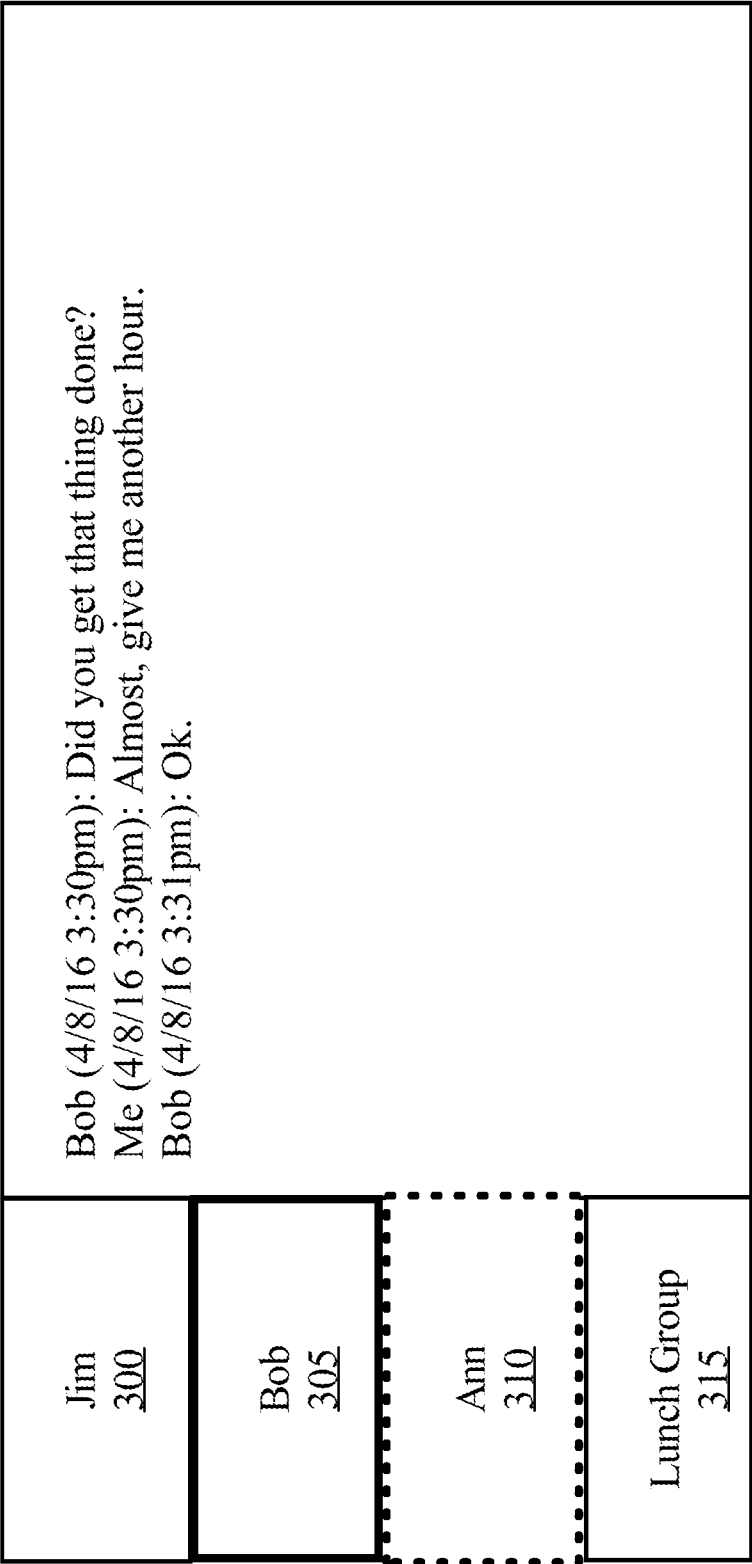 Jim
300
Bob
305
Ann
310
Lunch Group
315
Bob (4/8/16 3:30pm): Did you get that thing done?
Me (4/8/16 3:30pm): Almost, give me another hour.
Bob (4/8/16 3:31pm): Ok.